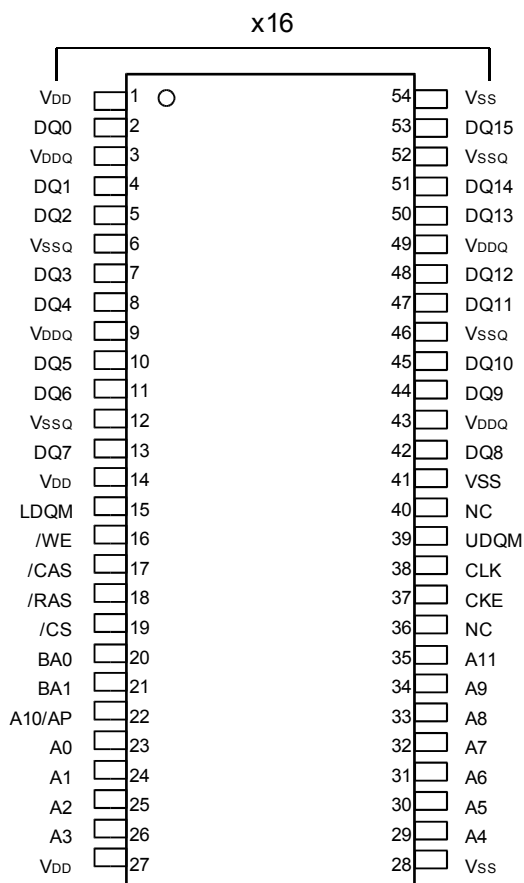 x16
VDD 1 54 VSS
DQ0 2 53 DQ15
VDDQ 3 52 VSSQ
DQ1 4 51 DQ14
DQ2 5 50 DQ13
VSSQ 6 49 VDDQ
DQ3 7 48 DQ12
DQ4 8 47 DQ11
VDDQ 9 46 VSSQ
DQ5 10 45 DQ10
DQ6 11 44 DQ9
VSSQ 12 43 VDDQ
DQ7 13 42 DQ8
VDD 14 41 VSS
LDQM 15 40 NC
/WE 16 39 UDQM
/CAS 17 38 CLK
/RAS 18 37 CKE
/CS 19 36 NC
BA0 20 35 A11
BA1 21 34 A9
A10/AP 22 33 A8
A0 23 32 A7
A1 24 31 A6
A2 25 30 A5
A3 26 29 A4
VDD 27 28 VSS